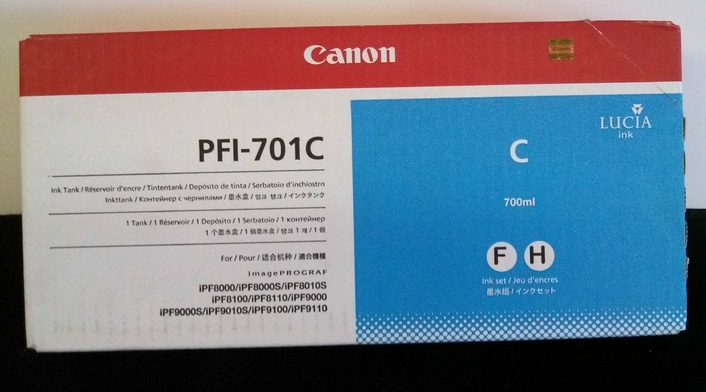 Canon
LUCIA
ink
PFI-701C
C
Ink Tank / Réservoir d'encre / Tintentank / Depósito de tinta / Serbatoio d'inchiostro
Inkttank / Контейнер с чернилами / 墨水盒 / 잉크 탱크 / インクタンク
700ml
1 Tank / 1 Réservoir / 1 Depósito / 1 Serbatoio / 1 контейнер
1 个墨水盒 / 1 個墨水盒 / 탱크 1 개 / 1 個
F H
For / Pour / 适合机种 / 適合機種
imagePROGRAF
Ink set / Jeu d'encres
墨水组 / インクセット
iPF8000/iPF8000S/iPF8010S
iPF8100/iPF8110/iPF9000
iPF9000S/iPF9010S/iPF9100/iPF9110